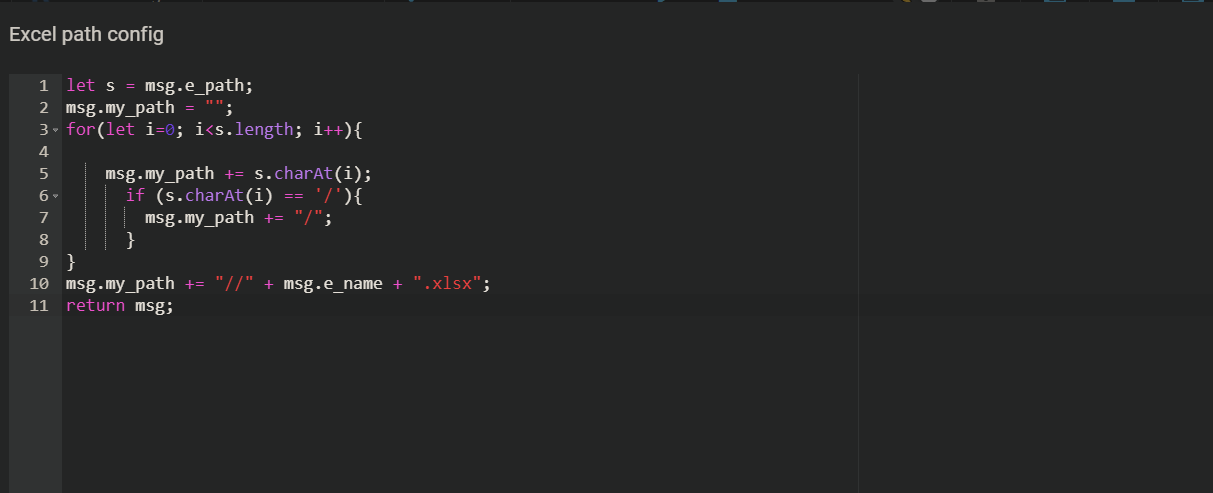 Excel path config
1 let s = msg.e_path;
2 msg.my_path = "";
3 for(let i=0; i<s.length; i++){
4
5 msg.my_path += s.charAt(i);
6 if (s.charAt(i) == '/'){
7 msg.my_path += "/";
8 }
9 }
10 msg.my_path += "//" + msg.e_name + ".xlsx";
11 return msg;